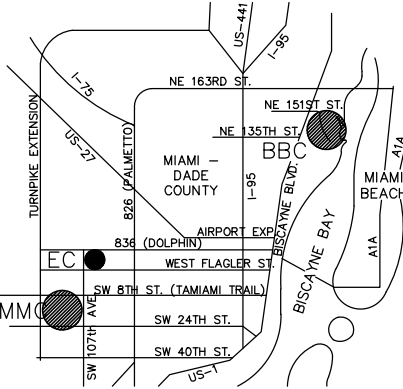 US-441
I-95
I-75
NE 163RD ST.
NE 151ST ST.
TURNPIKE EXTENSION
US-27
826 (PALMETTO)
NE 135TH ST.
BBC
A1A
MIAMI –
DADE
COUNTY
I-95
BISCAYNE BLVD.
MIAMI
BEACH
AIRPORT EXP.
BISCAYNE BAY
836 (DOLPHIN)
A1A
EC
WEST FLAGLER ST.
SW 8TH ST. (TAMIAMI TRAIL)
MMC
SW 107th AVE
SW 24TH ST.
SW 40TH ST.
US-1